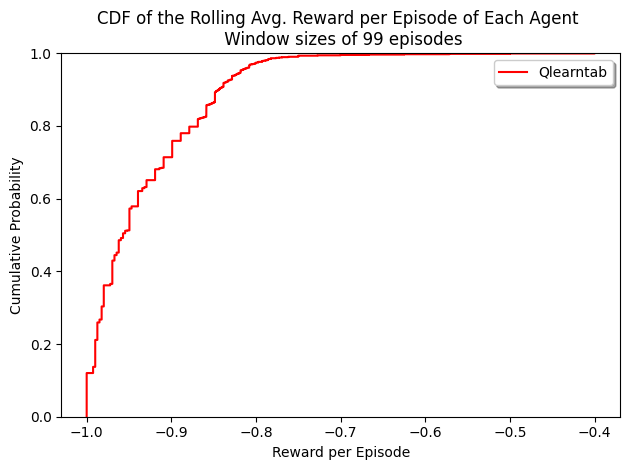 CDF of the Rolling Avg. Reward per Episode of Each Agent
Window sizes of 99 episodes
Qlearntab
Cumulative Probability
1.0
0.8
0.6
0.4
0.2
0.0
−1.0 −0.9 −0.8 −0.7 −0.6 −0.5 −0.4
Reward per Episode